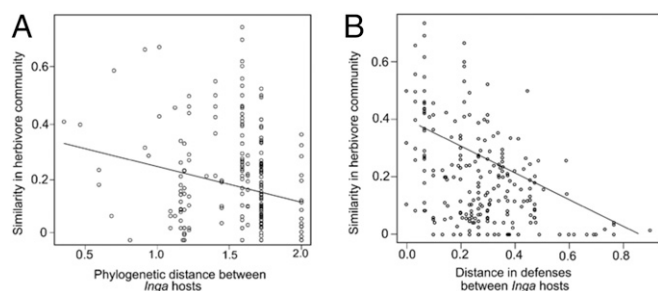 A
Similarity in herbivore community
0.6
0.4
0.2
0
0.5
1.0
1.5
2.0
Phylogenetic distance between
Inga hosts
B
Similarity in herbivore community
0.6
0.4
0.2
0
0.0
0.2
0.4
0.6
0.8
Distance in defenses
between Inga hosts